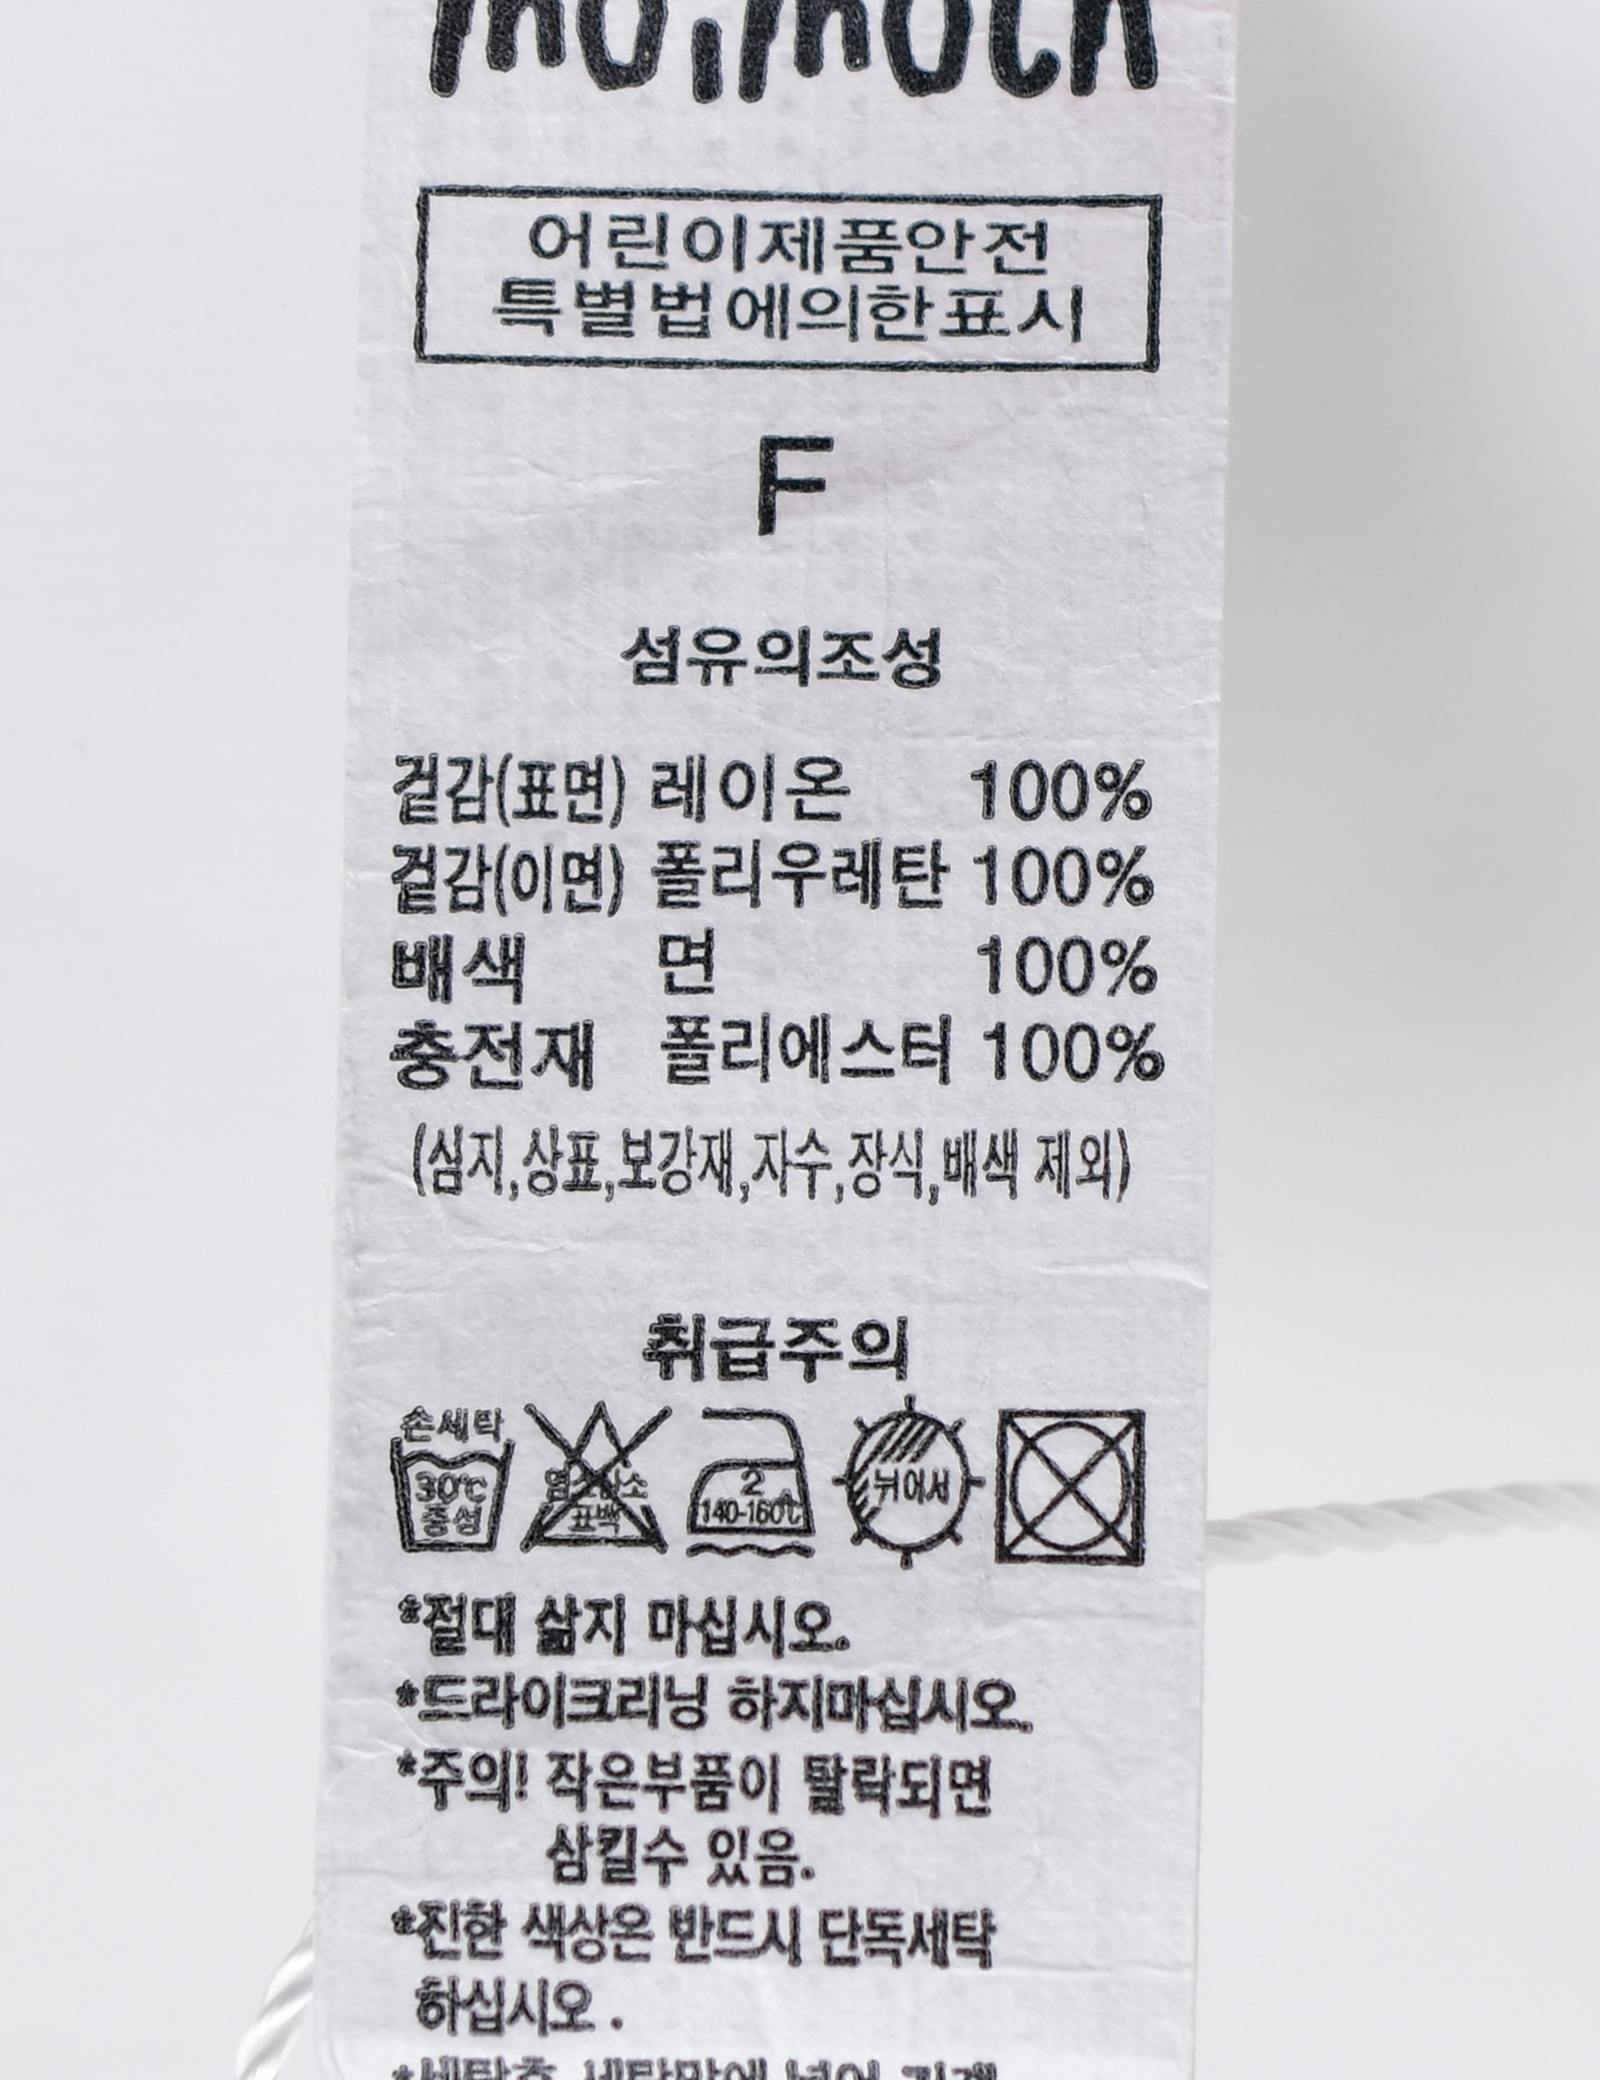 어린이제품안전
특별법에의한표시
F
섬유의조성
겉감(표면) 레이온 100%
겉감(이면) 폴리우레탄 100%
배색 면 100%
충전재 폴리에스터 100%
(심지,상표,보강재,자수,장식,배색 제외)
취급주의
손세탁
30℃
중성
염소산소
표백
2
140-160℃
뉘어서
*절대 삶지 마십시오.
*드라이크리닝 하지마십시오.
*주의! 작은부품이 탈락되면
삼킬수 있음.
*진한 색상은 반드시 단독세탁
하십시오.